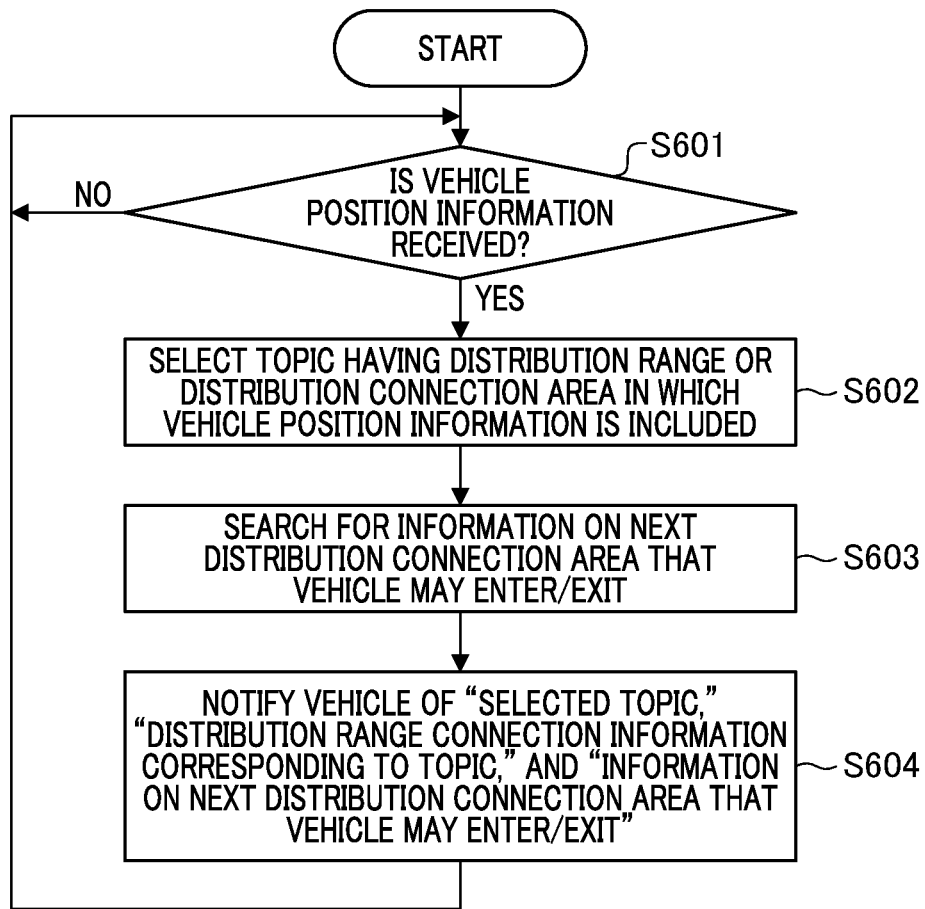 START
S601
IS VEHICLE
POSITION INFORMATION
RECEIVED?
NO
YES
SELECT TOPIC HAVING DISTRIBUTION RANGE OR
DISTRIBUTION CONNECTION AREA IN WHICH
VEHICLE POSITION INFORMATION IS INCLUDED
S602
SEARCH FOR INFORMATION ON NEXT
DISTRIBUTION CONNECTION AREA THAT
VEHICLE MAY ENTER/EXIT
S603
NOTIFY VEHICLE OF “SELECTED TOPIC,”
“DISTRIBUTION RANGE CONNECTION INFORMATION
CORRESPONDING TO TOPIC,” AND “INFORMATION
ON NEXT DISTRIBUTION CONNECTION AREA THAT
VEHICLE MAY ENTER/EXIT”
S604